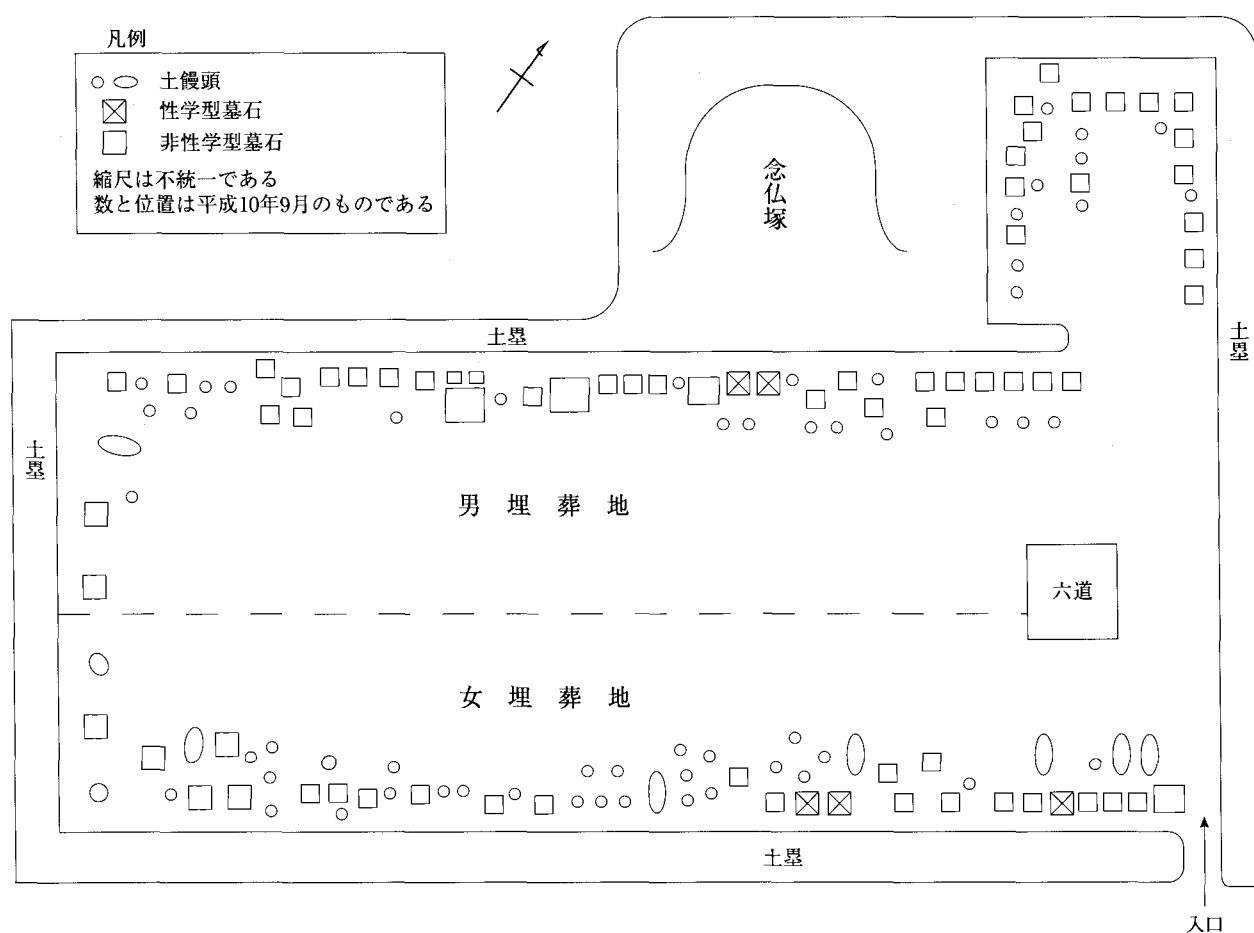 凡例
土饅頭
性学型墓石
非性学型墓石
縮尺は不統一である
数と位置は平成10年9月のものである
念仏塚
土塁
土塁
土塁
男埋葬地
六道
女埋葬地
土塁
入口